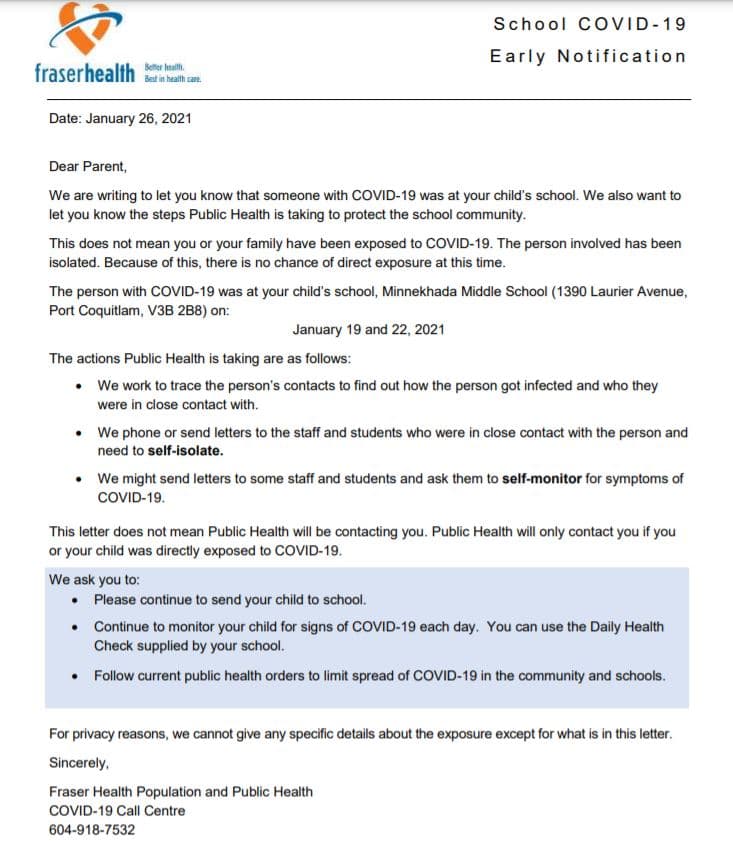 School COVID-19
Early Notification
fraserhealth
Better health.
Best in health care.
Date: January 26, 2021
Dear Parent,
We are writing to let you know that someone with COVID-19 was at your child's school. We also want to
let you know the steps Public Health is taking to protect the school community.
This does not mean you or your family have been exposed to COVID-19. The person involved has been
isolated. Because of this, there is no chance of direct exposure at this time.
The person with COVID-19 was at your child's school, Minnekhada Middle School (1390 Laurier Avenue,
Port Coquitlam, V3B 2B8) on:
January 19 and 22, 2021
The actions Public Health is taking are as follows:
• We work to trace the person's contacts to find out how the person got infected and who they
were in close contact with.
• We phone or send letters to the staff and students who were in close contact with the person and
need to self-isolate.
• We might send letters to some staff and students and ask them to self-monitor for symptoms of
COVID-19.
This letter does not mean Public Health will be contacting you. Public Health will only contact you if you
or your child was directly exposed to COVID-19.
We ask you to:
• Please continue to send your child to school.
• Continue to monitor your child for signs of COVID-19 each day. You can use the Daily Health
Check supplied by your school.
• Follow current public health orders to limit spread of COVID-19 in the community and schools.
For privacy reasons, we cannot give any specific details about the exposure except for what is in this letter.
Sincerely,
Fraser Health Population and Public Health
COVID-19 Call Centre
604-918-7532